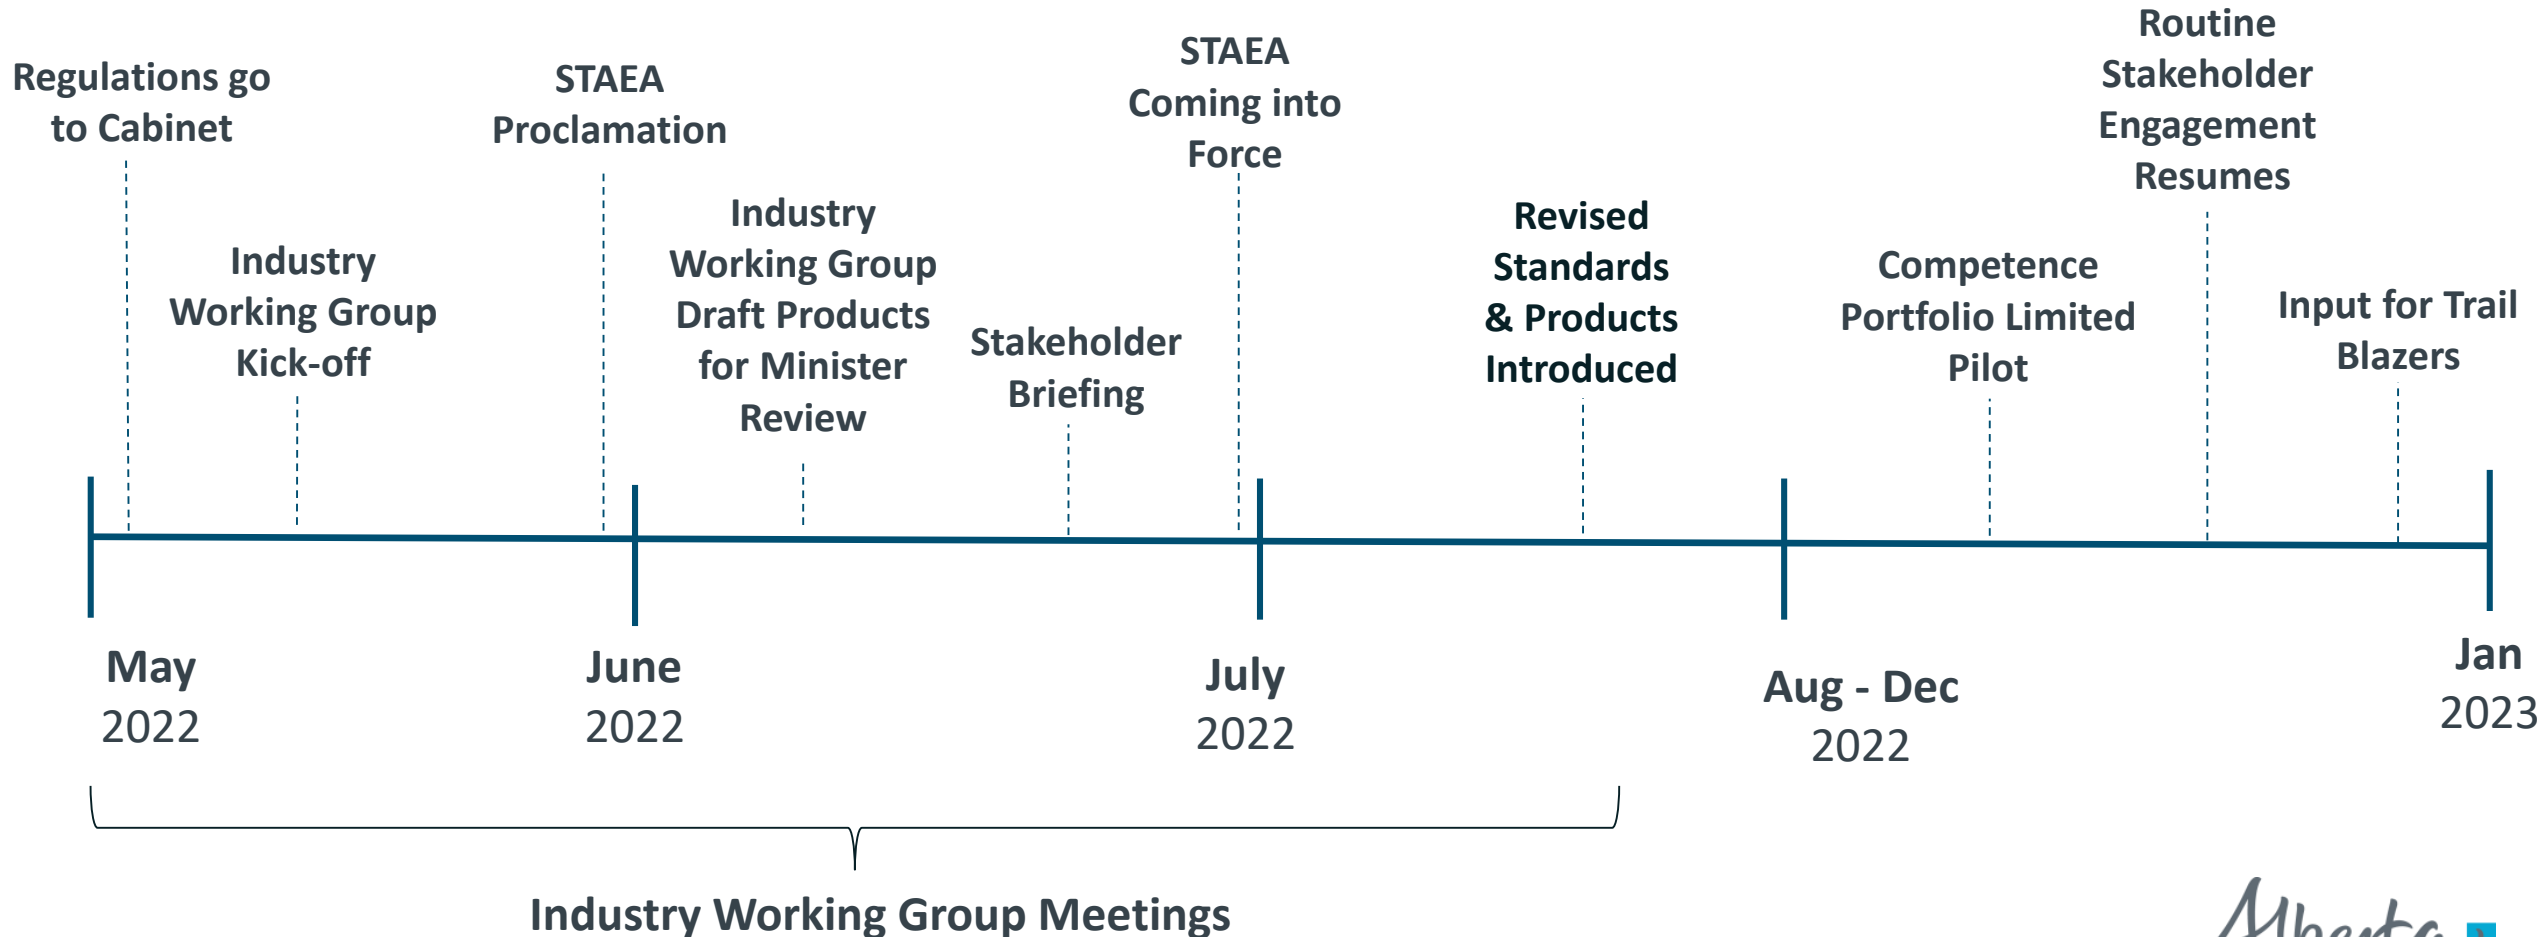 Regulations go
to Cabinet
Industry
Working Group
Kick-off
STAEA
Proclamation
Industry
Working Group
Draft Products
for Minister
Review
Stakeholder
Briefing
STAEA
Coming into
Force
Revised
Standards
& Products
Introduced
Competence
Portfolio Limited
Pilot
Routine
Stakeholder
Engagement
Resumes
Input for Trail
Blazers
May
2022
June
2022
July
2022
Aug - Dec
2022
Jan
2023
Industry Working Group Meetings
Alberta